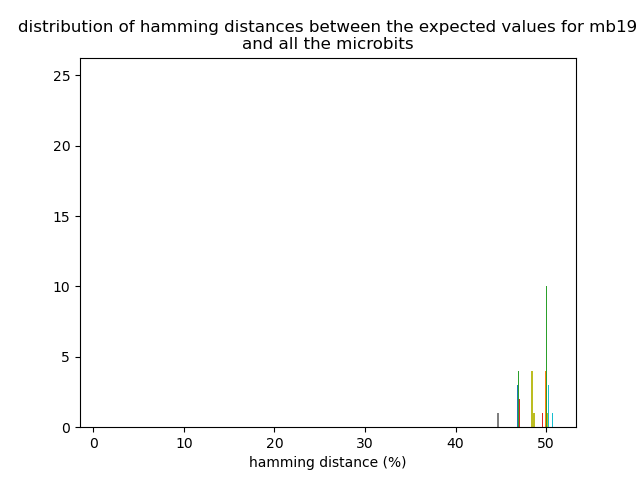 distribution of hamming distances between the expected values for mb19
and all the microbits
25
20
15
10
5
0
0 10 20 30 40 50
hamming distance (%)